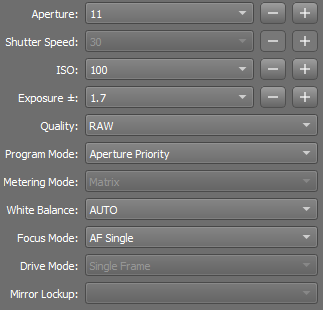 Aperture: 11
Shutter Speed: 30
ISO: 100
Exposure ±: 1.7
Quality: RAW
Program Mode: Aperture Priority
Metering Mode: Matrix
White Balance: AUTO
Focus Mode: AF Single
Drive Mode: Single Frame
Mirror Lockup: